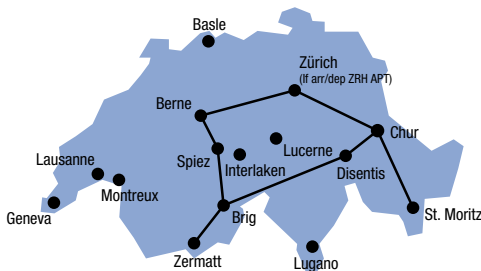 Basle
Zürich
(If arr/dep ZRH APT)
Berne
Chur
Lucerne
Spiez
Interlaken
Disentis
Lausanne
Montreux
Geneva
Brig
St. Moritz
Zermatt
Lugano